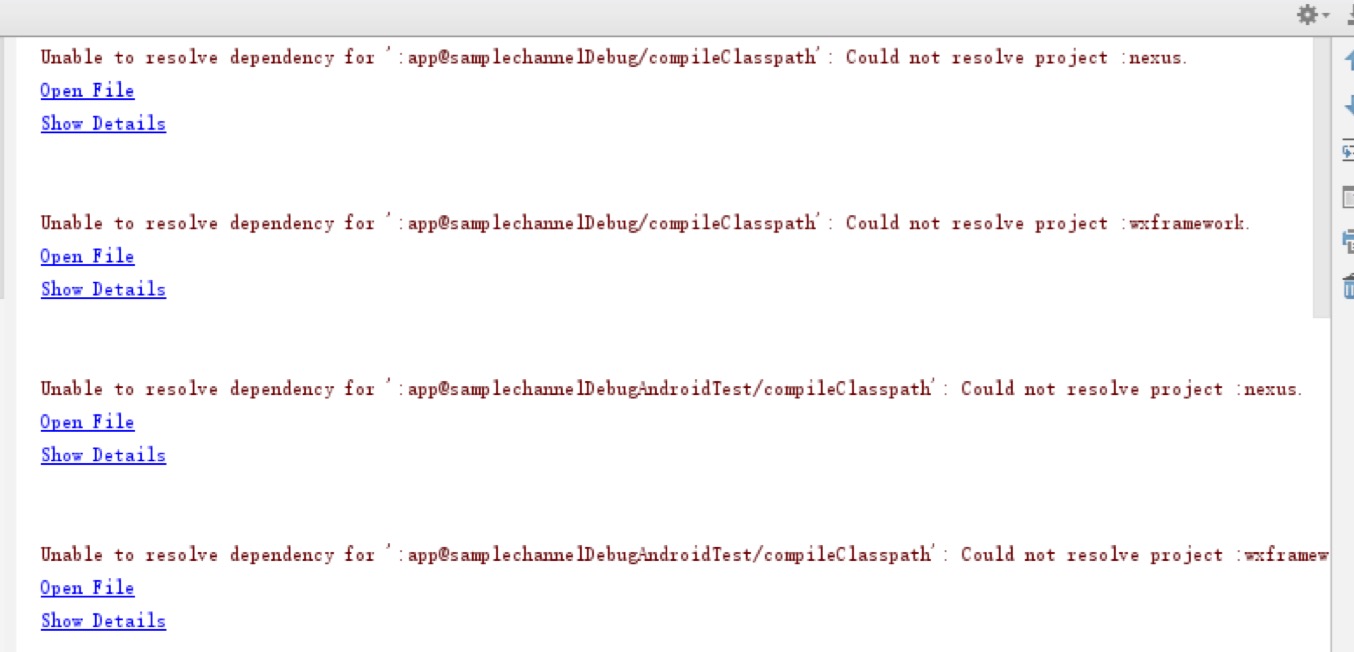 Unable to resolve dependency for ':app@samplechannelDebug/compileClasspath': Could not resolve project :nexus.
Open File
Show Details
Unable to resolve dependency for ':app@samplechannelDebug/compileClasspath': Could not resolve project :wxframework.
Open File
Show Details
Unable to resolve dependency for ':app@samplechannelDebugAndroidTest/compileClasspath': Could not resolve project :nexus.
Open File
Show Details
Unable to resolve dependency for ':app@samplechannelDebugAndroidTest/compileClasspath': Could not resolve project :wxframew
Open File
Show Details